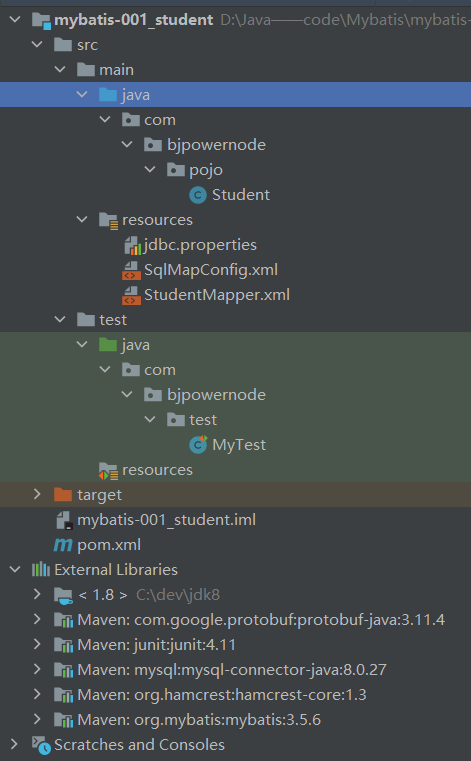 mybatis-001_student D:\Java——code\Mybatis\mybatis-
src
main
java
com
bjpowernode
pojo
Student
resources
jdbc.properties
SqlMapConfig.xml
StudentMapper.xml
test
java
com
bjpowernode
test
MyTest
resources
target
mybatis-001_student.iml
pom.xml
External Libraries
< 1.8 > C:\dev\jdk8
Maven: com.google.protobuf:protobuf-java:3.11.4
Maven: junit:junit:4.11
Maven: mysql:mysql-connector-java:8.0.27
Maven: org.hamcrest:hamcrest-core:1.3
Maven: org.mybatis:mybatis:3.5.6
Scratches and Consoles